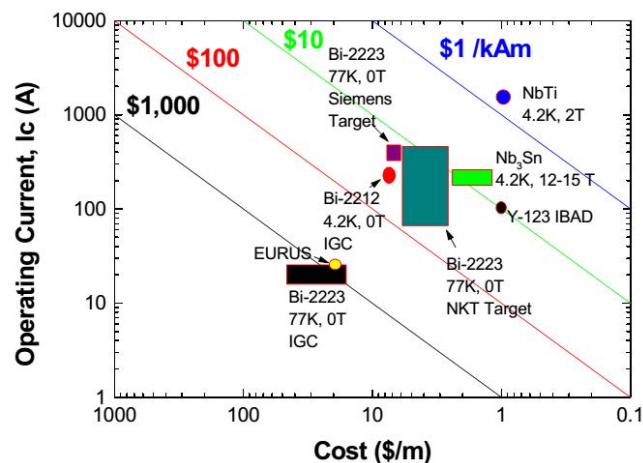 10000
1000
100
10
1
Operating Current, Ic (A)
$1,000
$100
$10
$1 /kAm
Bi-2223
77K, 0T
Siemens
Target
NbTi
4.2K, 2T
Nb₃Sn
4.2K, 12-15 T
Y-123 IBAD
Bi-2212
4.2K, 0T
IGC
EURUS
Bi-2223
77K, 0T
IGC
Bi-2223
77K, 0T
NKT Target
1000
100
10
1
0.1
Cost ($/m)